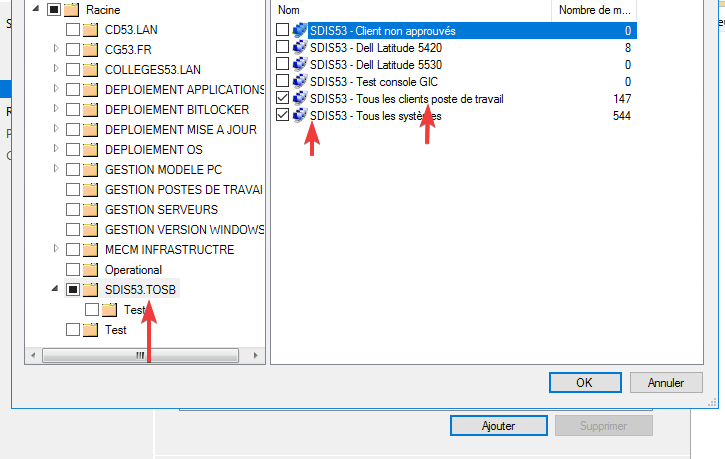 Racine
CD53.LAN
CG53.FR
COLLEGES53.LAN
DEPLOIEMENT APPLICATIONS
DEPLOIEMENT BITLOCKER
DEPLOIEMENT MISE A JOUR
DEPLOIEMENT OS
GESTION MODELE PC
GESTION POSTES DE TRAVAI
GESTION SERVEURS
GESTION VERSION WINDOWS
MECM INFRASTRUCTRE
Operational
SDIS53.TOSB
Test
Test
Nom Nombre de m...
SDIS53 - Client non approuvés 0
SDIS53 - Dell Latitude 5420 8
SDIS53 - Dell Latitude 5530 0
SDIS53 - Test console GIC 0
SDIS53 - Tous les clients poste de travail 147
SDIS53 - Tous les systèmes 544
OK Annuler
Ajouter Supprimer